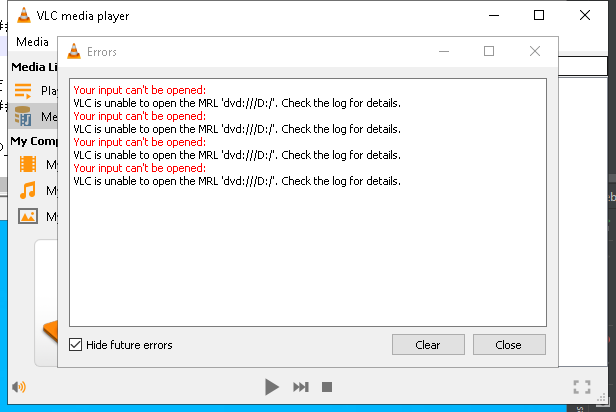 VLC media player
Media
Errors
Media Li
Your input can't be opened:
VLC is unable to open the MRL 'dvd:///D:/'. Check the log for details.
Your input can't be opened:
VLC is unable to open the MRL 'dvd:///D:/'. Check the log for details.
Your input can't be opened:
VLC is unable to open the MRL 'dvd:///D:/'. Check the log for details.
Your input can't be opened:
VLC is unable to open the MRL 'dvd:///D:/'. Check the log for details.
Play
Me
My Comp
My
My
My
Hide future errors
Clear
Close